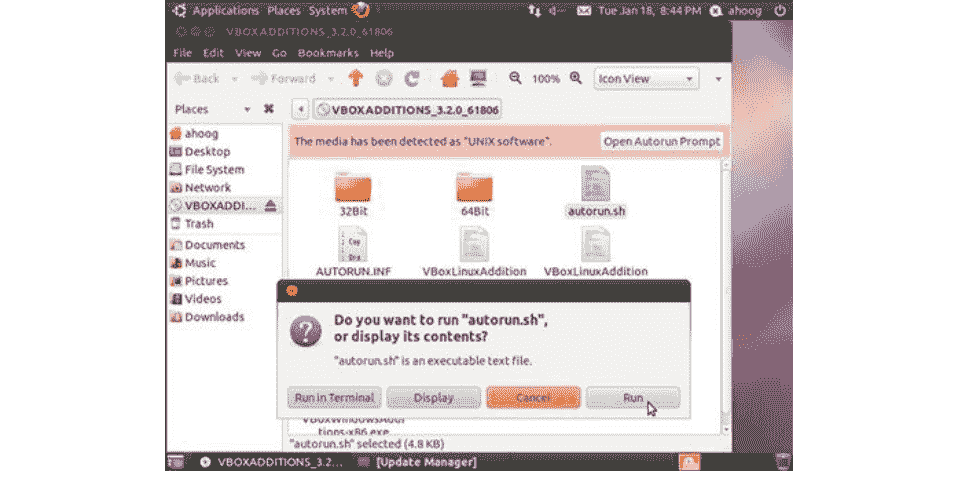 Applications Places System Tue Jan 18, 8:44 PM ahoog
VBOXADDITIONS_3.2.0_61806
File Edit View Go Bookmarks Help
Back Forward 100% Icon View
Places VBOXADDITIONS_3.2.0_61806
ahoog
Desktop
File System
Network
VBOXADDI...
Trash
Documents
Music
Pictures
Videos
Downloads
The media has been detected as "UNIX software". Open Autorun Prompt
32Bit 64Bit autorun.sh
AUTORUN.INF VBoxLinuxAddition VBoxLinuxAddition
Do you want to run "autorun.sh",
or display its contents?
"autorun.sh" is an executable text file.
Run in Terminal Display Cancel Run
VBoxWindowsAddi
tions-x86.exe
"autorun.sh" selected (4.8 KB)
VBOXADDITIONS_3.2... [Update Manager]